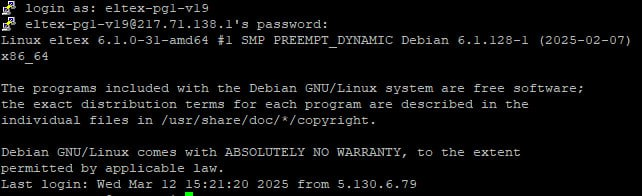 login as: eltex-pg1-v19
eltex-pg1-v19@217.71.138.1's password:
Linux eltex 6.1.0-31-amd64 #1 SMP PREEMPT_DYNAMIC Debian 6.1.128-1 (2025-02-07)
x86_64
The programs included with the Debian GNU/Linux system are free software;
the exact distribution terms for each program are described in the
individual files in /usr/share/doc/*/copyright.
Debian GNU/Linux comes with ABSOLUTELY NO WARRANTY, to the extent
permitted by applicable law.
Last login: Wed Mar 12 15:21:20 2025 from 5.130.6.79